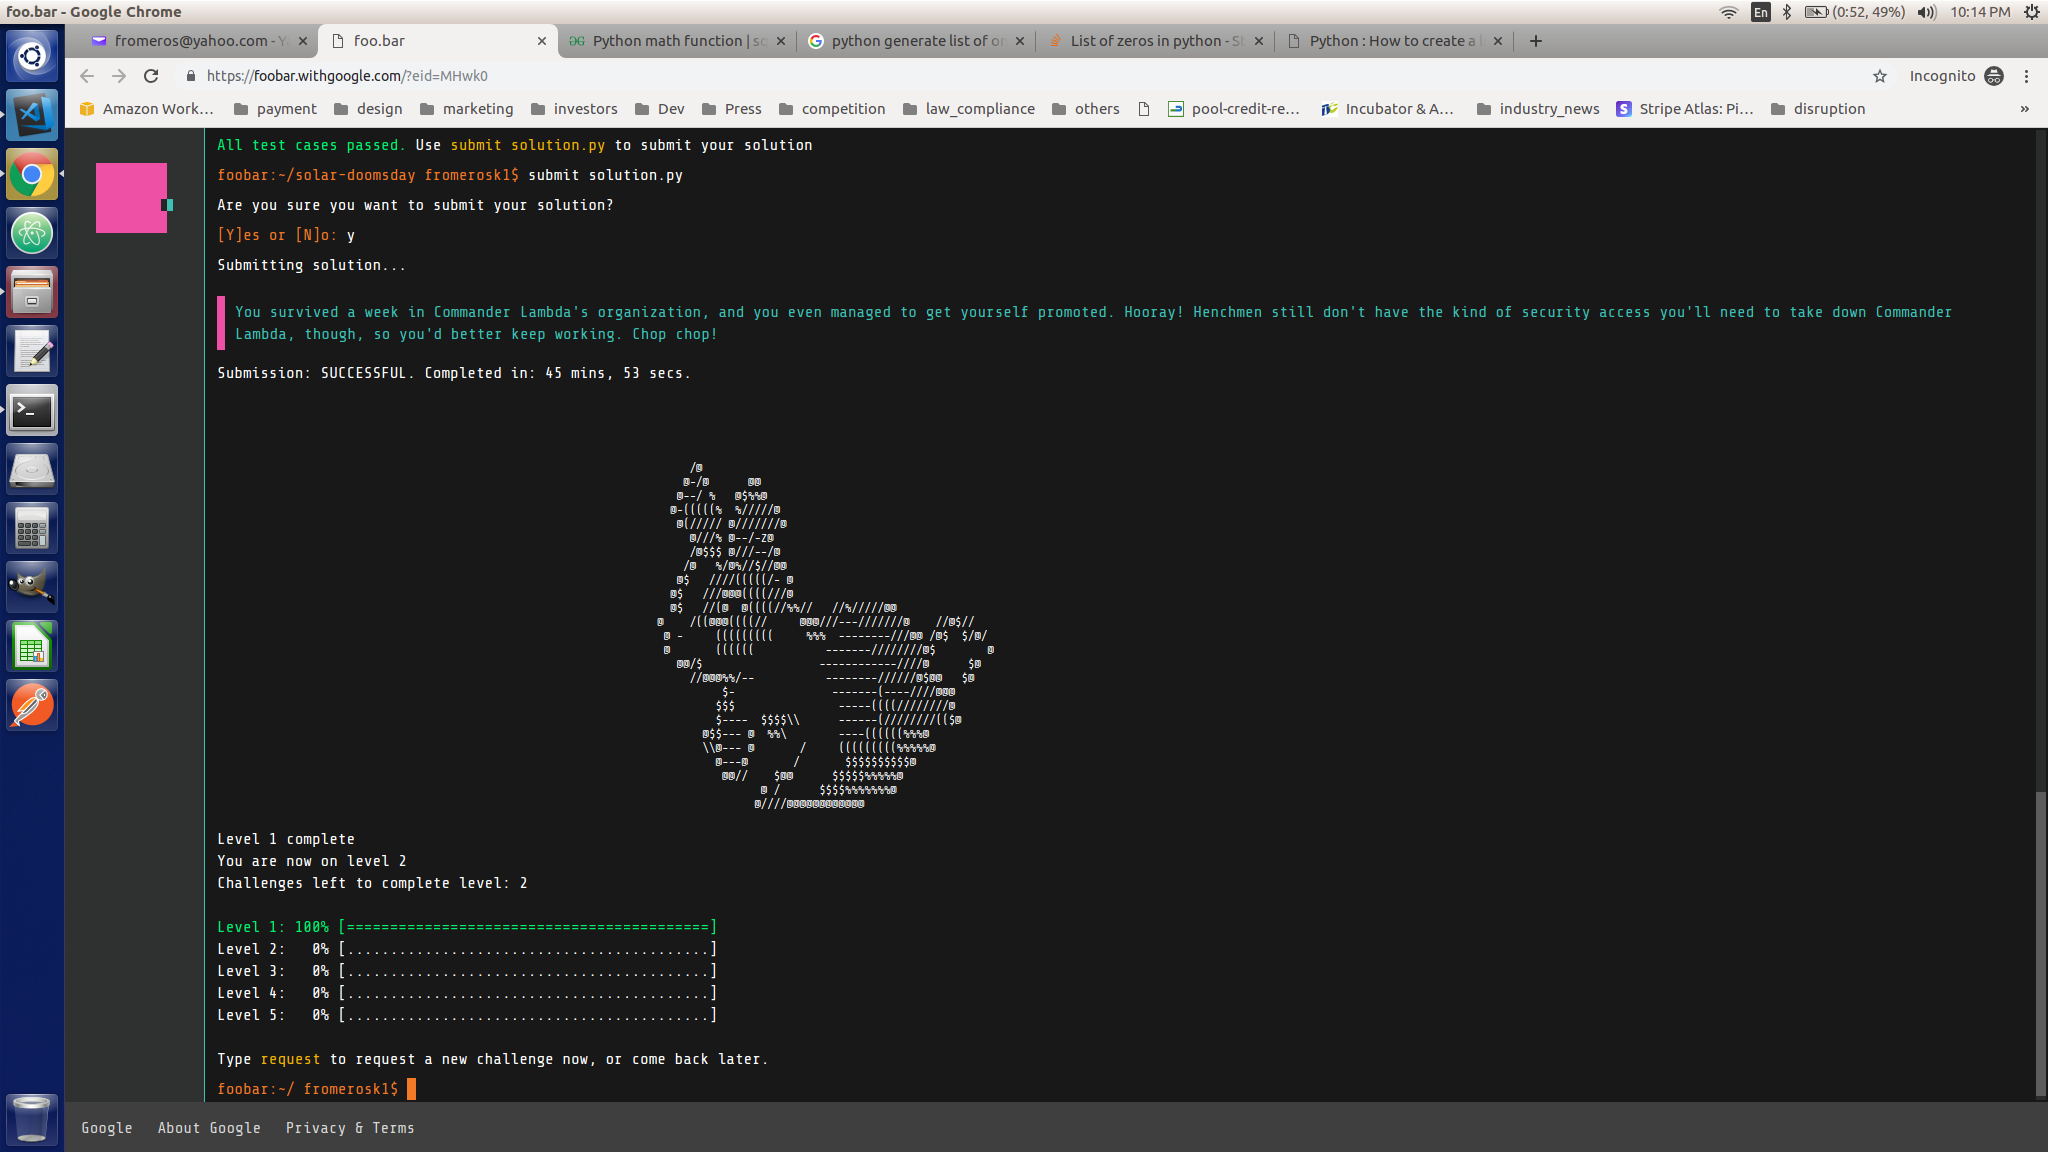 foo.bar - Google Chrome
En (0:52, 49%) 10:14 PM
fromeros@yahoo.com - Y
foo.bar
Python math function | sq
python generate list of on
List of zeros in python - St
Python : How to create a l
https://foobar.withgoogle.com/?eid=MHwk0
Incognito
Amazon Work... payment design marketing investors Dev Press competition law_compliance others pool-credit-re... Incubator & A... industry_news Stripe Atlas: Pi... disruption »
All test cases passed. Use submit solution.py to submit your solution
foobar:~/solar-doomsday fromerosk1$ submit solution.py
Are you sure you want to submit your solution?
[Y]es or [N]o: y
Submitting solution...
You survived a week in Commander Lambda's organization, and you even managed to get yourself promoted. Hooray! Henchmen still don't have the kind of security access you'll need to take down Commander
Lambda, though, so you'd better keep working. Chop chop!
Submission: SUCCESSFUL. Completed in: 45 mins, 53 secs.
Level 1 complete
You are now on level 2
Challenges left to complete level: 2
Level 1: 100% [==========================================]
Level 2:   0% [..........................................]
Level 3:   0% [..........................................]
Level 4:   0% [..........................................]
Level 5:   0% [..........................................]
Type request to request a new challenge now, or come back later.
foobar:~/ fromerosk1$
Google About Google Privacy & Terms